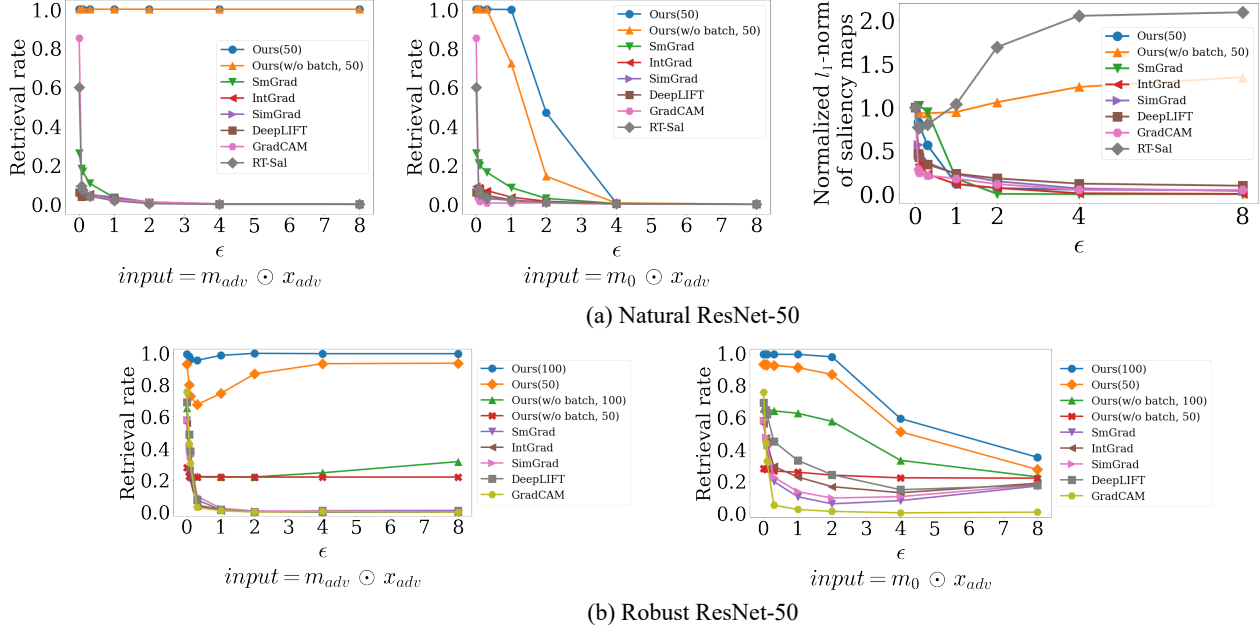 Retrieval rate
1.0
0.8
0.6
0.4
0.2
0.0
Ours(50)
Ours(w/o batch, 50)
SmGrad
IntGrad
SimGrad
DeepLIFT
GradCAM
RT-Sal
0 1 2 3 4 5 6 7 8
ϵ
input = m_adv ⊙ x_adv
Retrieval rate
1.0
0.8
0.6
0.4
0.2
0.0
Ours(50)
Ours(w/o batch, 50)
SmGrad
IntGrad
SimGrad
DeepLIFT
GradCAM
RT-Sal
0 1 2 3 4 5 6 7 8
ϵ
input = m_0 ⊙ x_adv
Normalized l_1-norm
of saliency maps
2.0
1.5
1.0
0.5
0.0
Ours(50)
Ours(w/o batch, 50)
SmGrad
IntGrad
SimGrad
DeepLIFT
GradCAM
RT-Sal
0 1 2 4 8
ϵ
(a) Natural ResNet-50
Retrieval rate
1.0
0.8
0.6
0.4
0.2
0.0
0 1 2 3 4 5 6 7 8
ϵ
input = m_adv ⊙ x_adv
Ours(100)
Ours(50)
Ours(w/o batch, 100)
Ours(w/o batch, 50)
SmGrad
IntGrad
SimGrad
DeepLIFT
GradCAM
Retrieval rate
1.0
0.8
0.6
0.4
0.2
0.0
0 1 2 3 4 5 6 7 8
ϵ
input = m_0 ⊙ x_adv
Ours(100)
Ours(50)
Ours(w/o batch, 100)
Ours(w/o batch, 50)
SmGrad
IntGrad
SimGrad
DeepLIFT
GradCAM
(b) Robust ResNet-50